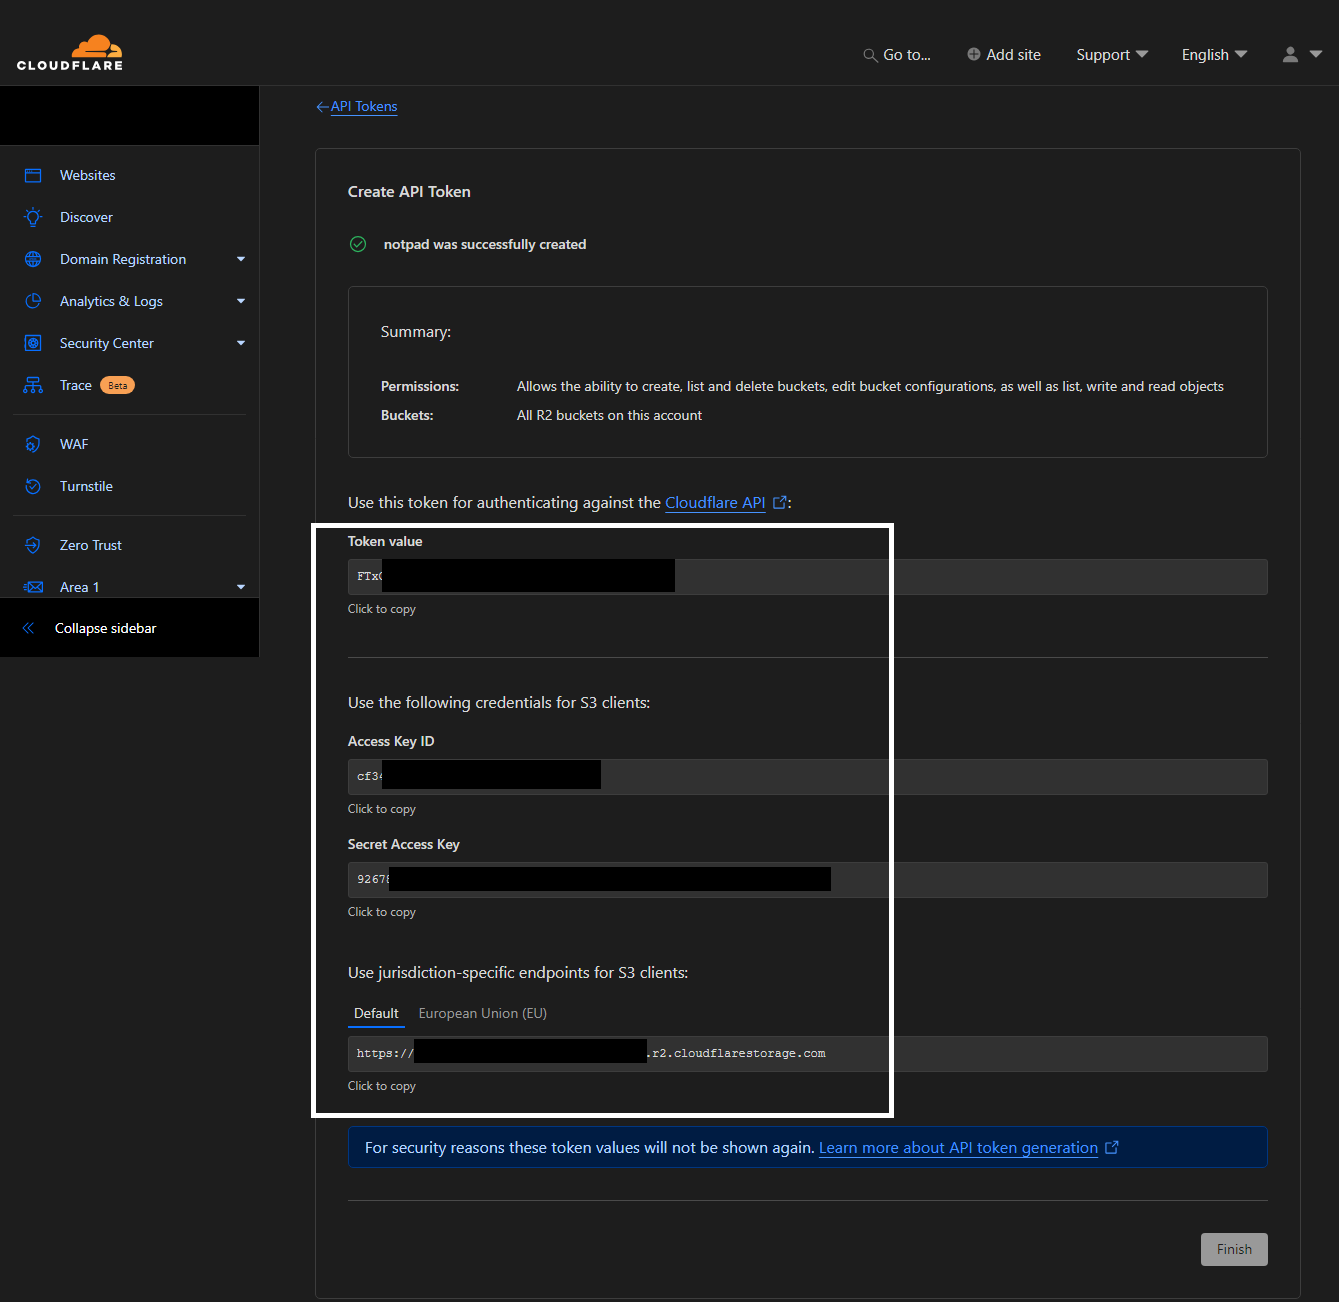 CLOUDFLARE
Go to...
Add site
Support
English
API Tokens
Websites
Discover
Domain Registration
Analytics & Logs
Security Center
Trace Beta
WAF
Turnstile
Zero Trust
Area 1
Collapse sidebar
Create API Token
notpad was successfully created
Summary:
Permissions: Allows the ability to create, list and delete buckets, edit bucket configurations, as well as list, write and read objects
Buckets: All R2 buckets on this account
Use this token for authenticating against the Cloudflare API :
Token value
FTx
Click to copy
Use the following credentials for S3 clients:
Access Key ID
cf3
Click to copy
Secret Access Key
9267
Click to copy
Use jurisdiction-specific endpoints for S3 clients:
Default European Union (EU)
https:// .r2.cloudflarestorage.com
Click to copy
For security reasons these token values will not be shown again. Learn more about API token generation
Finish